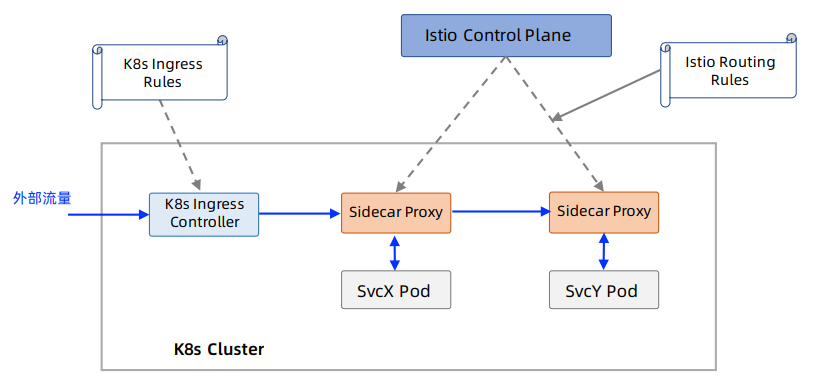 Istio Control Plane
K8s Ingress
Rules
Istio Routing
Rules
外部流量
K8s Ingress
Controller
Sidecar Proxy
Sidecar Proxy
SvcX Pod
SvcY Pod
K8s Cluster